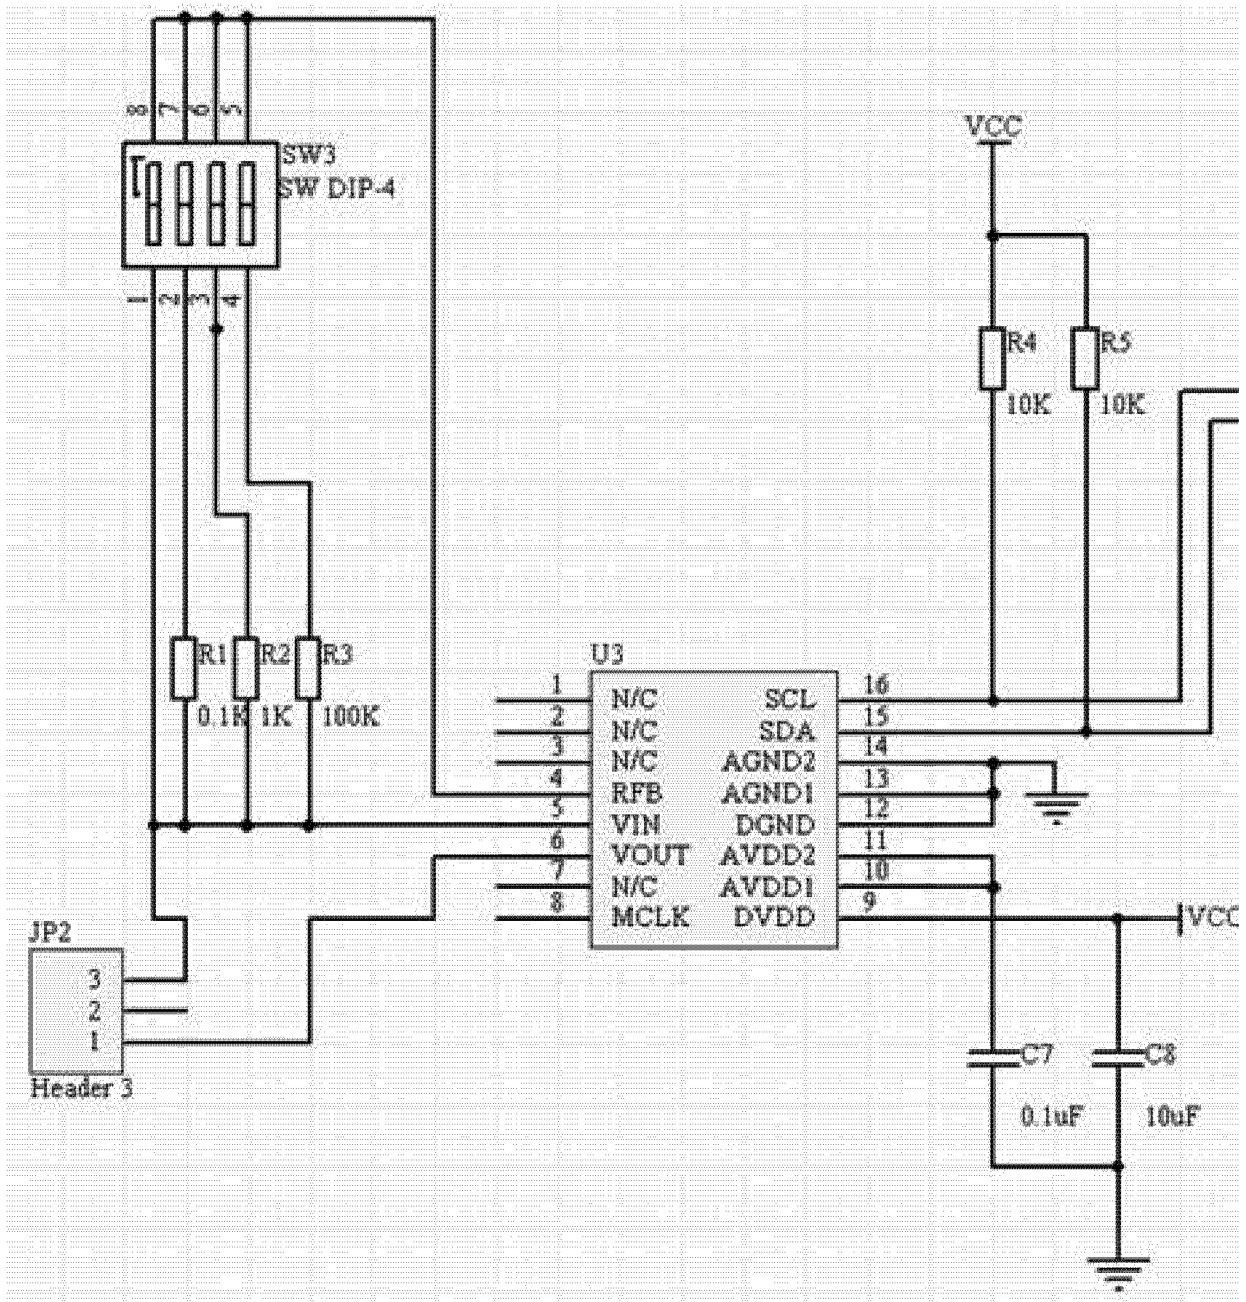 8 7 6 5
SW3
SW DIP-4
1 2 3 4
VCC
R4
10K
R5
10K
R1
0.1K
R2
1K
R3
100K
U3
1 N/C SCL 16
2 N/C SDA 15
3 N/C AGND2 14
4 RFB AGND1 13
5 VIN DGND 12
6 VOUT AVDD2 11
7 N/C AVDD1 10
8 MCLK DVDD 9
VCC
JP2
3
2
1
Header 3
C7
0.1uF
C8
10uF